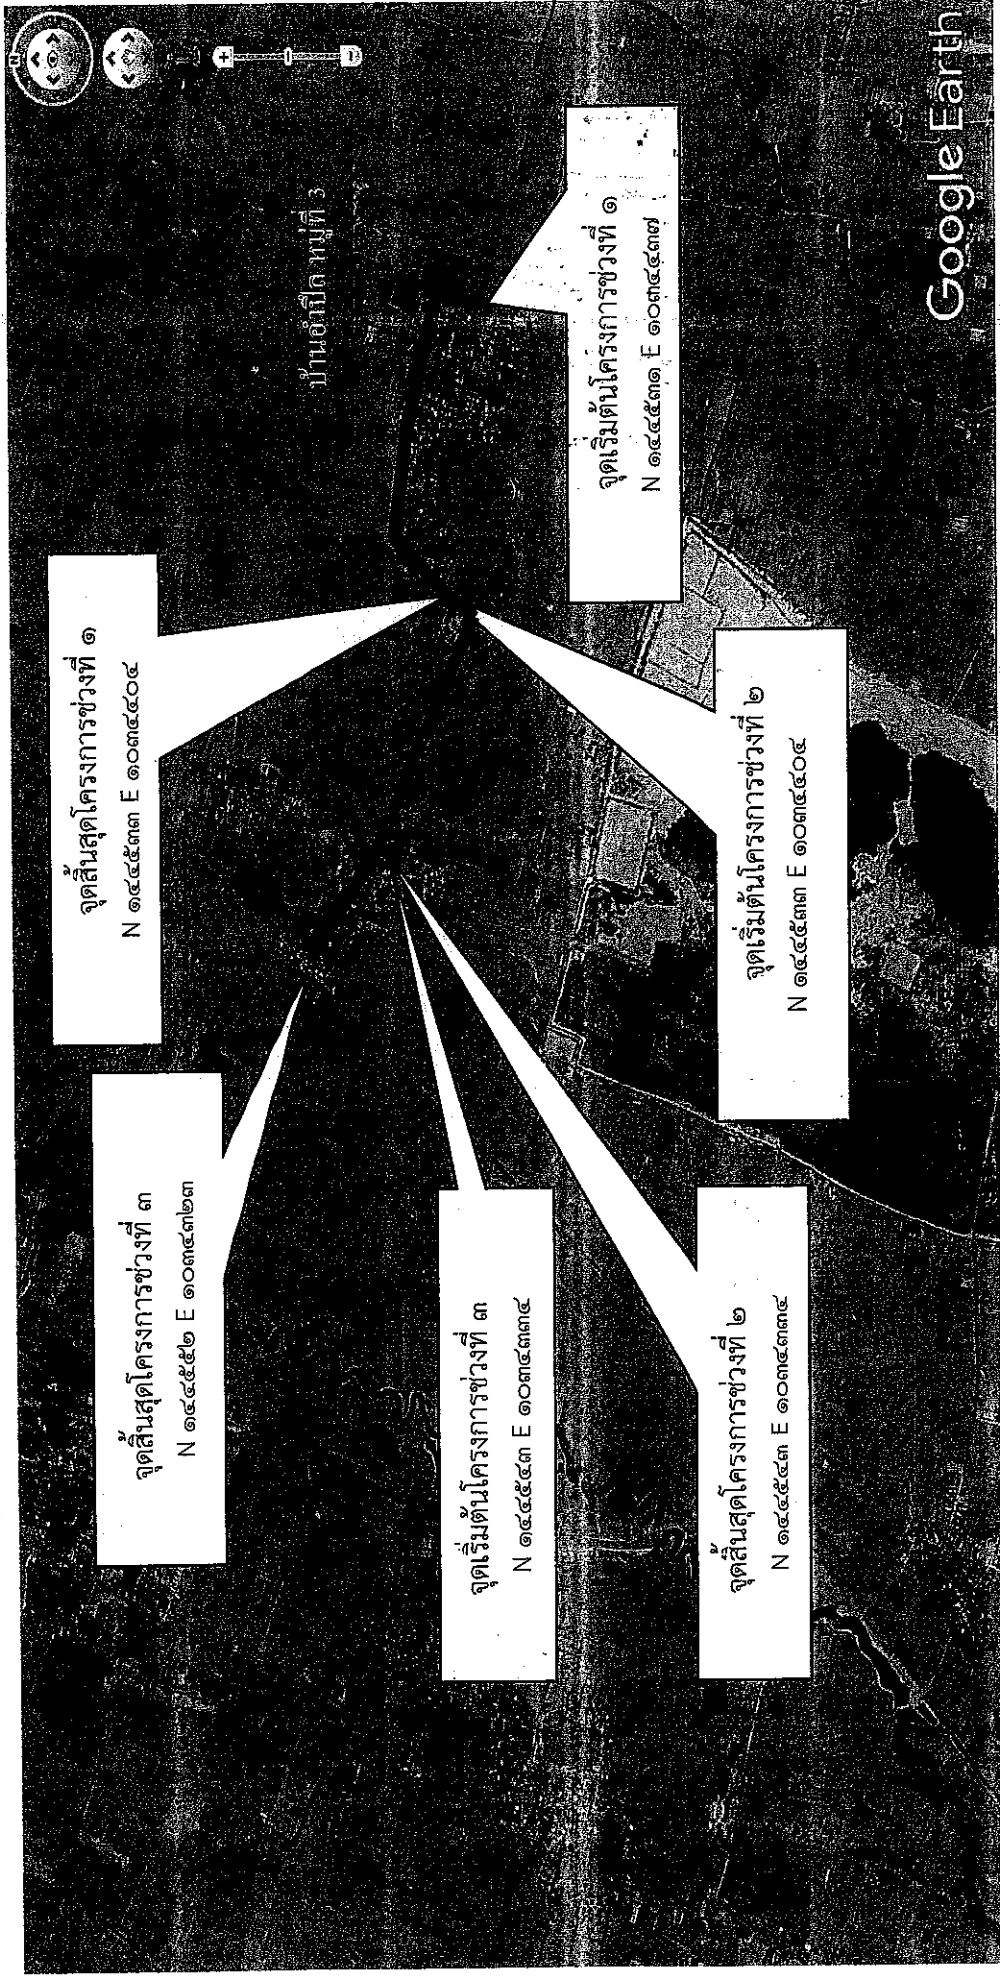 จุดสิ้นสุดโครงการช่วงที่ ๓
N ๑๔๔๕๕๒ E ๑๐๓๔๓๒๓
จุดสิ้นสุดโครงการช่วงที่ ๑
N ๑๔๔๕๓๓ E ๑๐๓๔๔๐๔
บ้านอำปึล หมู่ที่ 3
จุดเริ่มต้นโครงการช่วงที่ ๓
N ๑๔๔๕๔๓ E ๑๐๓๔๓๓๔
จุดเริ่มต้นโครงการช่วงที่ ๑
N ๑๔๔๕๓๑ E ๑๐๓๔๔๓๗
จุดสิ้นสุดโครงการช่วงที่ ๒
N ๑๔๔๕๔๓ E ๑๐๓๔๓๓๔
จุดเริ่มต้นโครงการช่วงที่ ๒
N ๑๔๔๕๓๓ E ๑๐๓๔๔๐๔
Google Earth
N